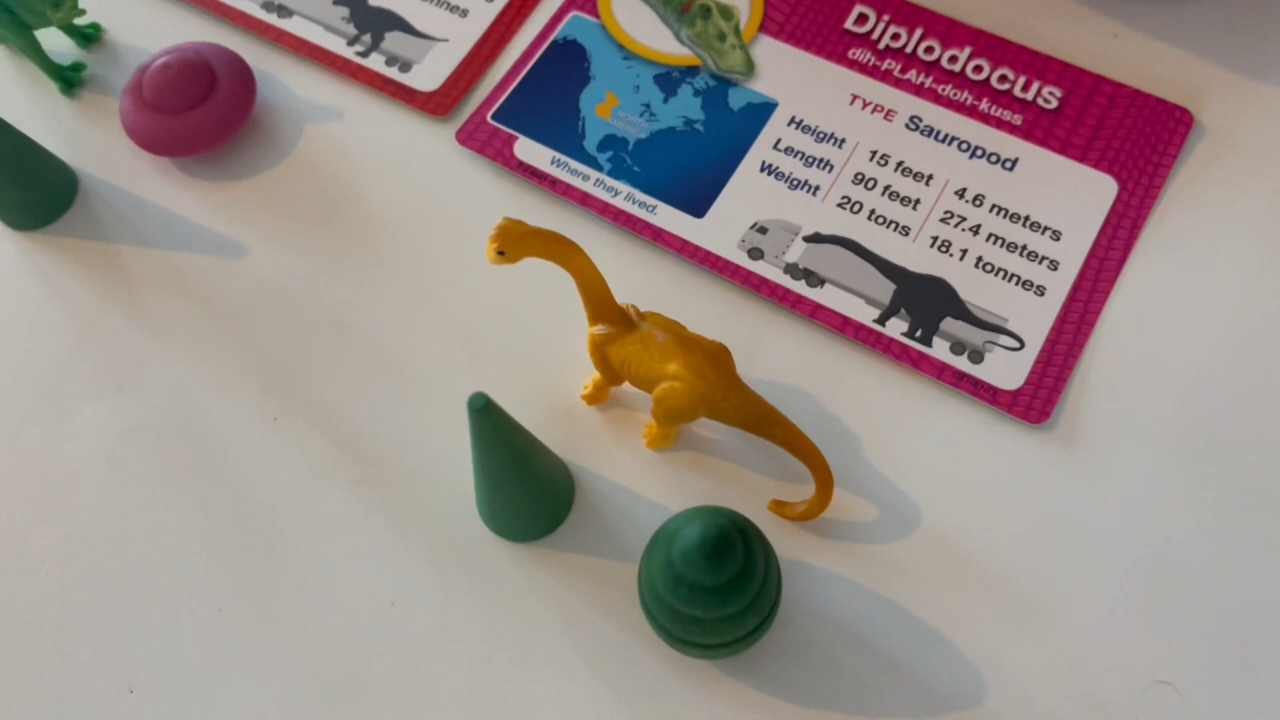 tonnes
Diplodocus
dih-PLAH-doh-kuss
TYPE Sauropod
Height 15 feet 4.6 meters
Length 90 feet 27.4 meters
Weight 20 tons 18.1 tonnes
Where they lived.